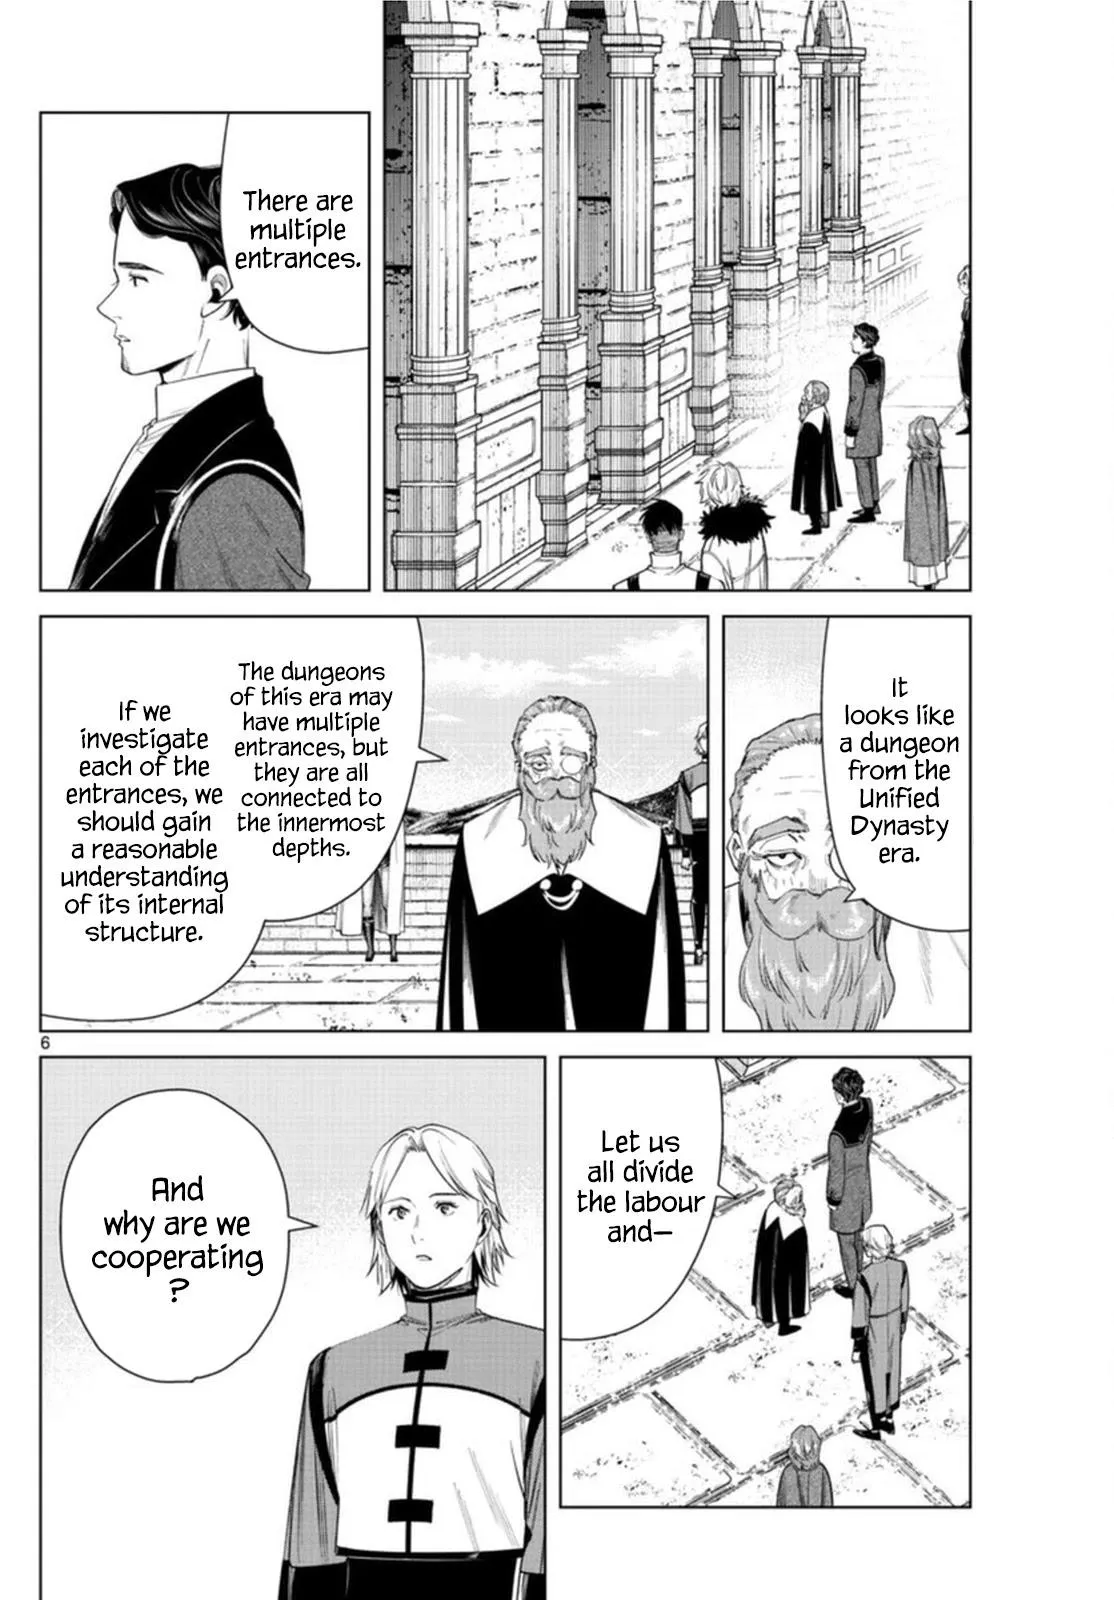 There are
multiple
entrances.
It
looks like
a dungeon
from the
Unified
Dynasty
era.
The dungeons
of this era may
have multiple
entrances, but
they are all
connected to
the innermost
depths.
If we
investigate
each of the
entrances, we
should gain
a reasonable
understanding
of its internal
structure.
6
Let us
all divide
the labour
and—
And
why are we
cooperating
?